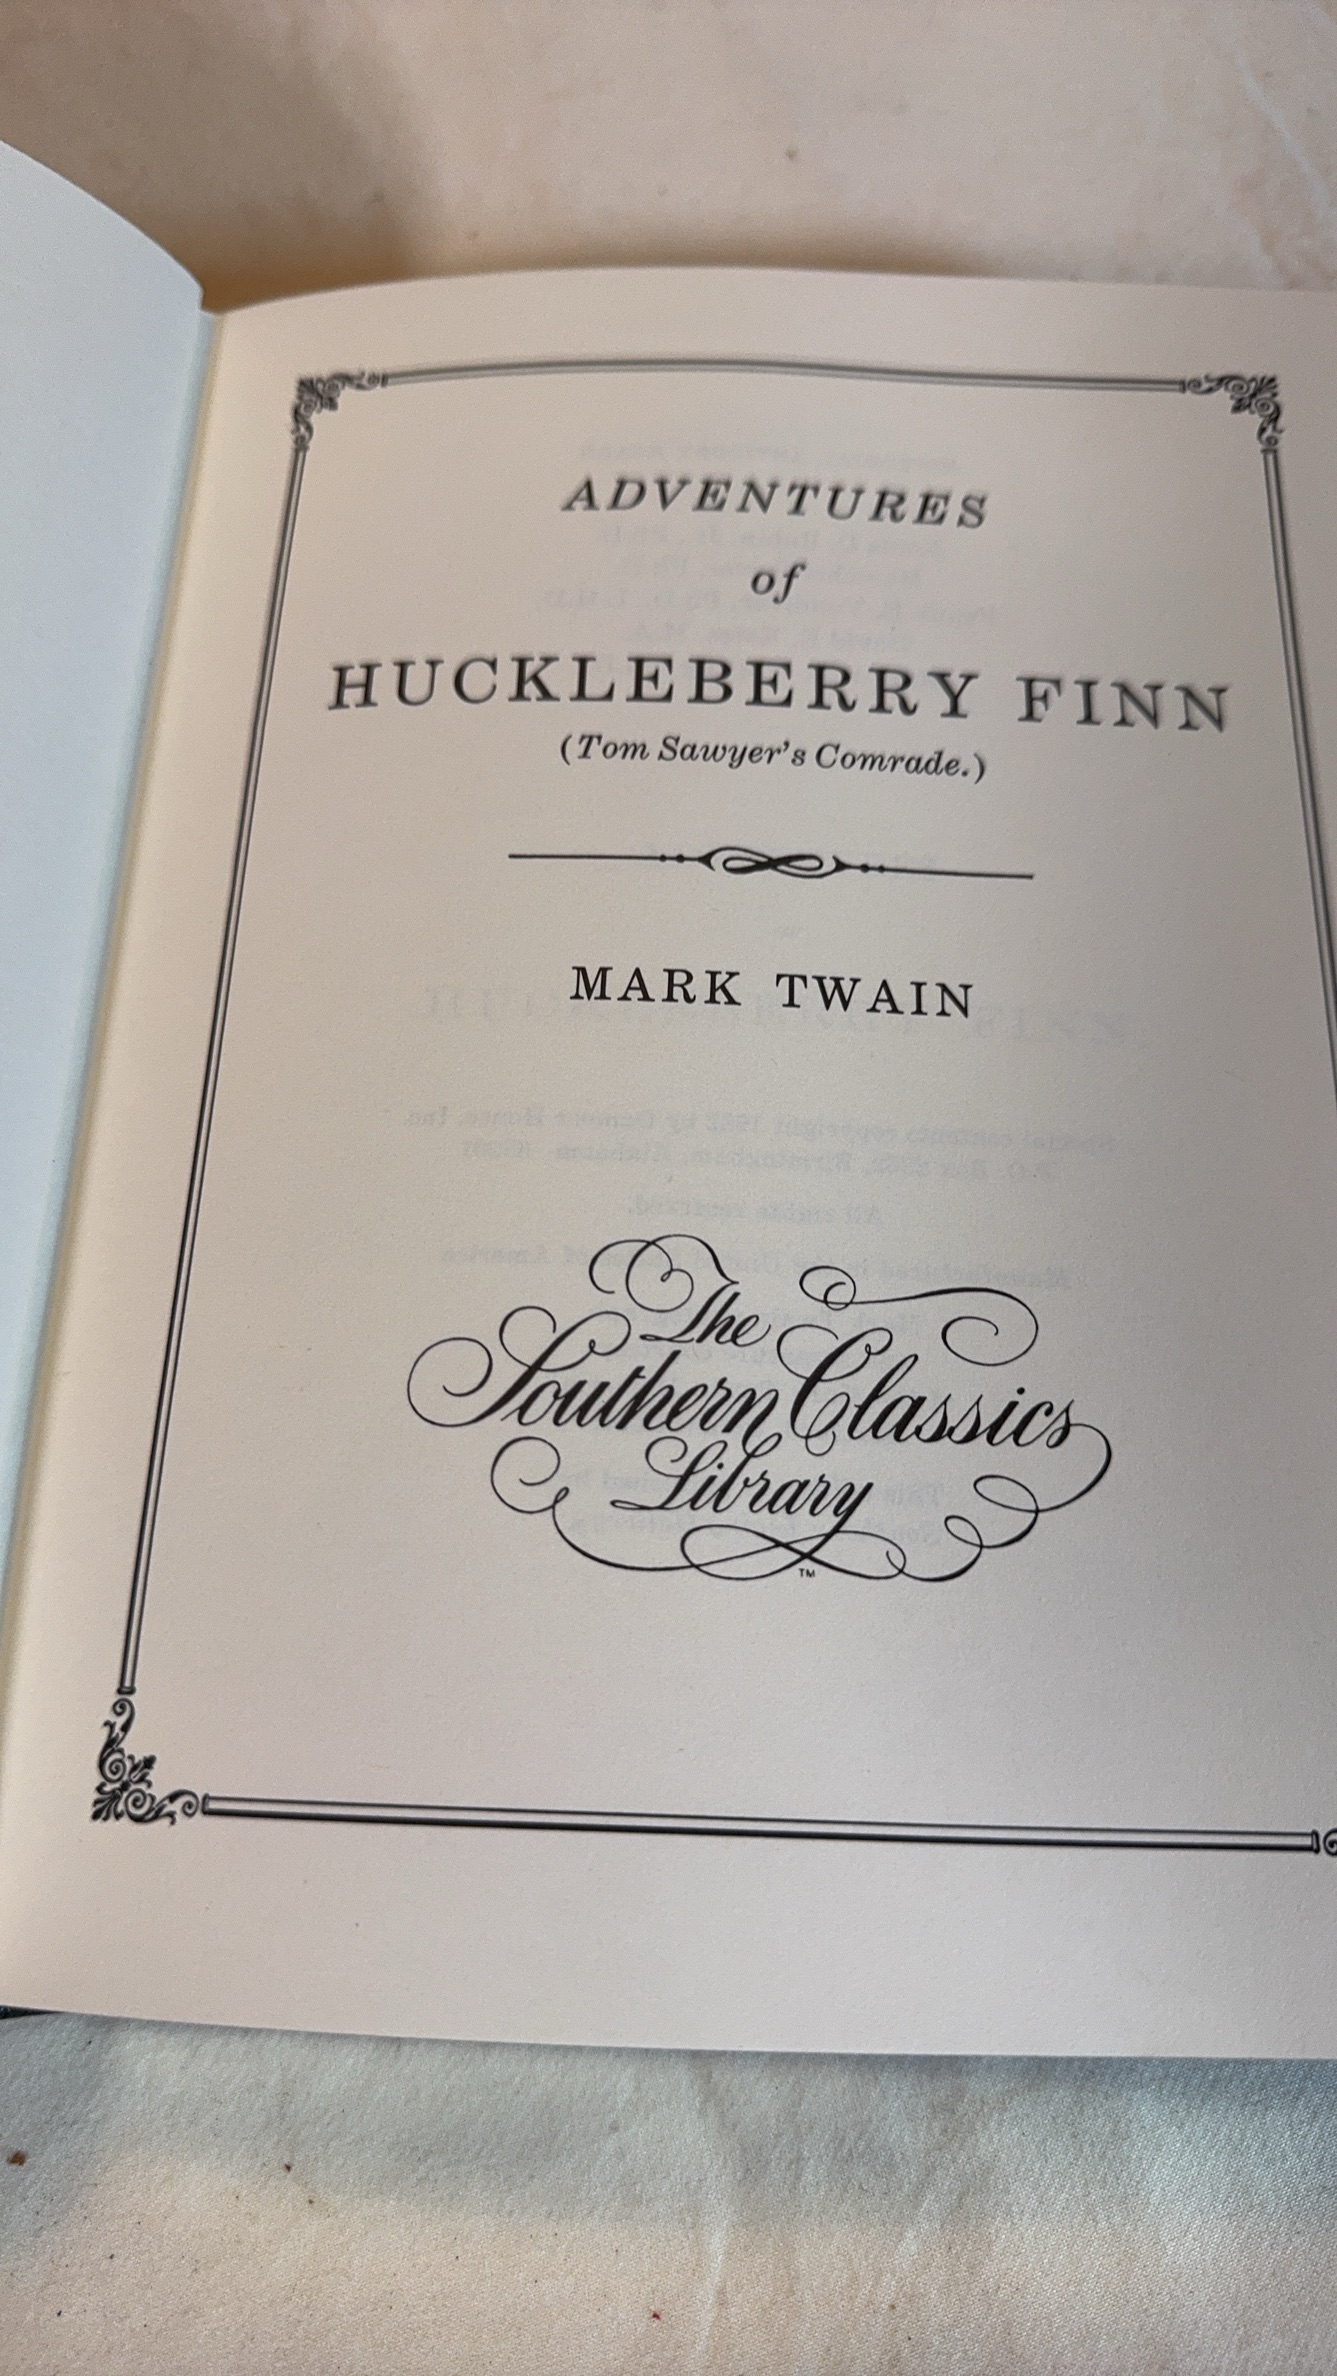 ADVENTURES
of
HUCKLEBERRY FINN
(Tom Sawyer's Comrade.)
MARK TWAIN
The
Southern Classics
Library
TM